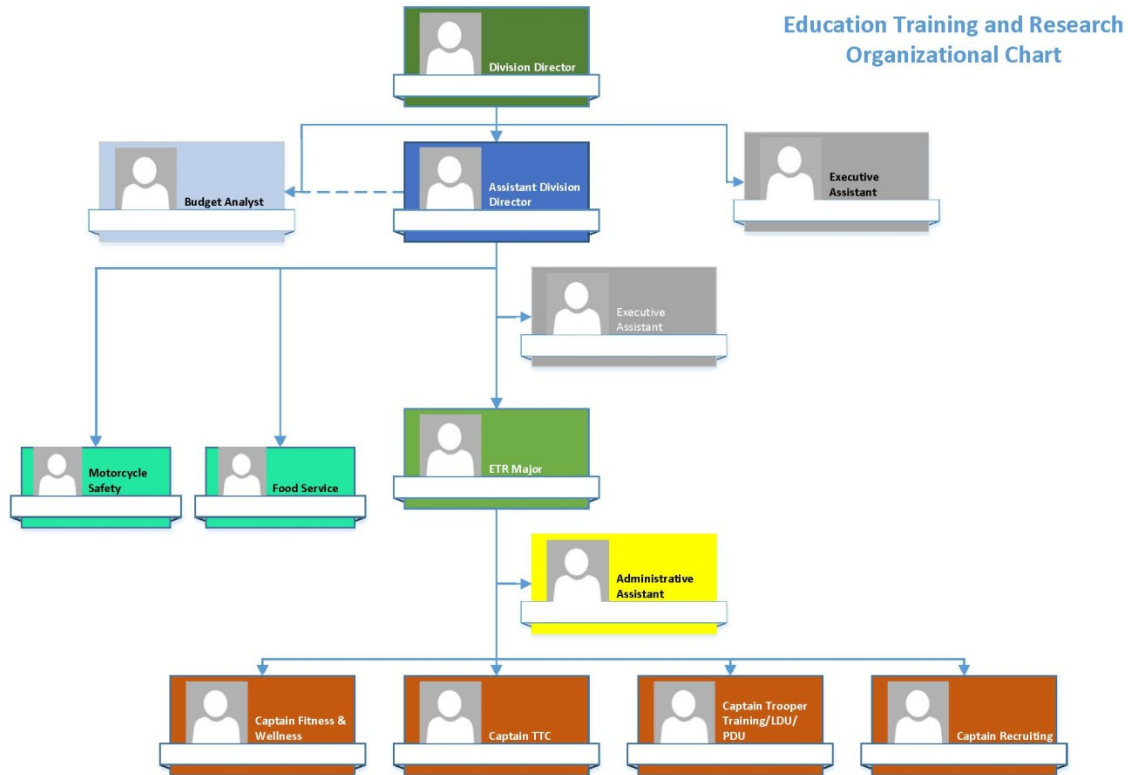 Education Training and Research
Organizational Chart
Division Director
Budget Analyst
Assistant Division
Director
Executive
Assistant
Executive
Assistant
Motorcycle
Safety
Food Service
ETR Major
Administrative
Assistant
Captain Fitness &
Wellness
Captain TTC
Captain Trooper
Training/LDU/
PDU
Captain Recruiting